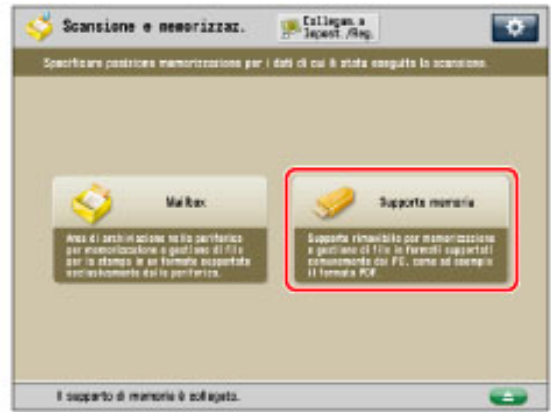 Scansione e memorizzaz.
Collegam. a
Impost./Reg.
Specificare posizione memorizzazione per i dati di cui è stata eseguita la scansione.
Mailbox
Area di archiviazione nella periferica
per memorizzazione e gestione di file
per la stampa in un formato supportato
esclusivamente dalla periferica.
Supporto memoria
Supporto rimovibile per memorizzazione
e gestione di file in formati supportati
comunemente dai PC, come ad esempio
il formato PDF.
Il supporto di memoria è collegato.